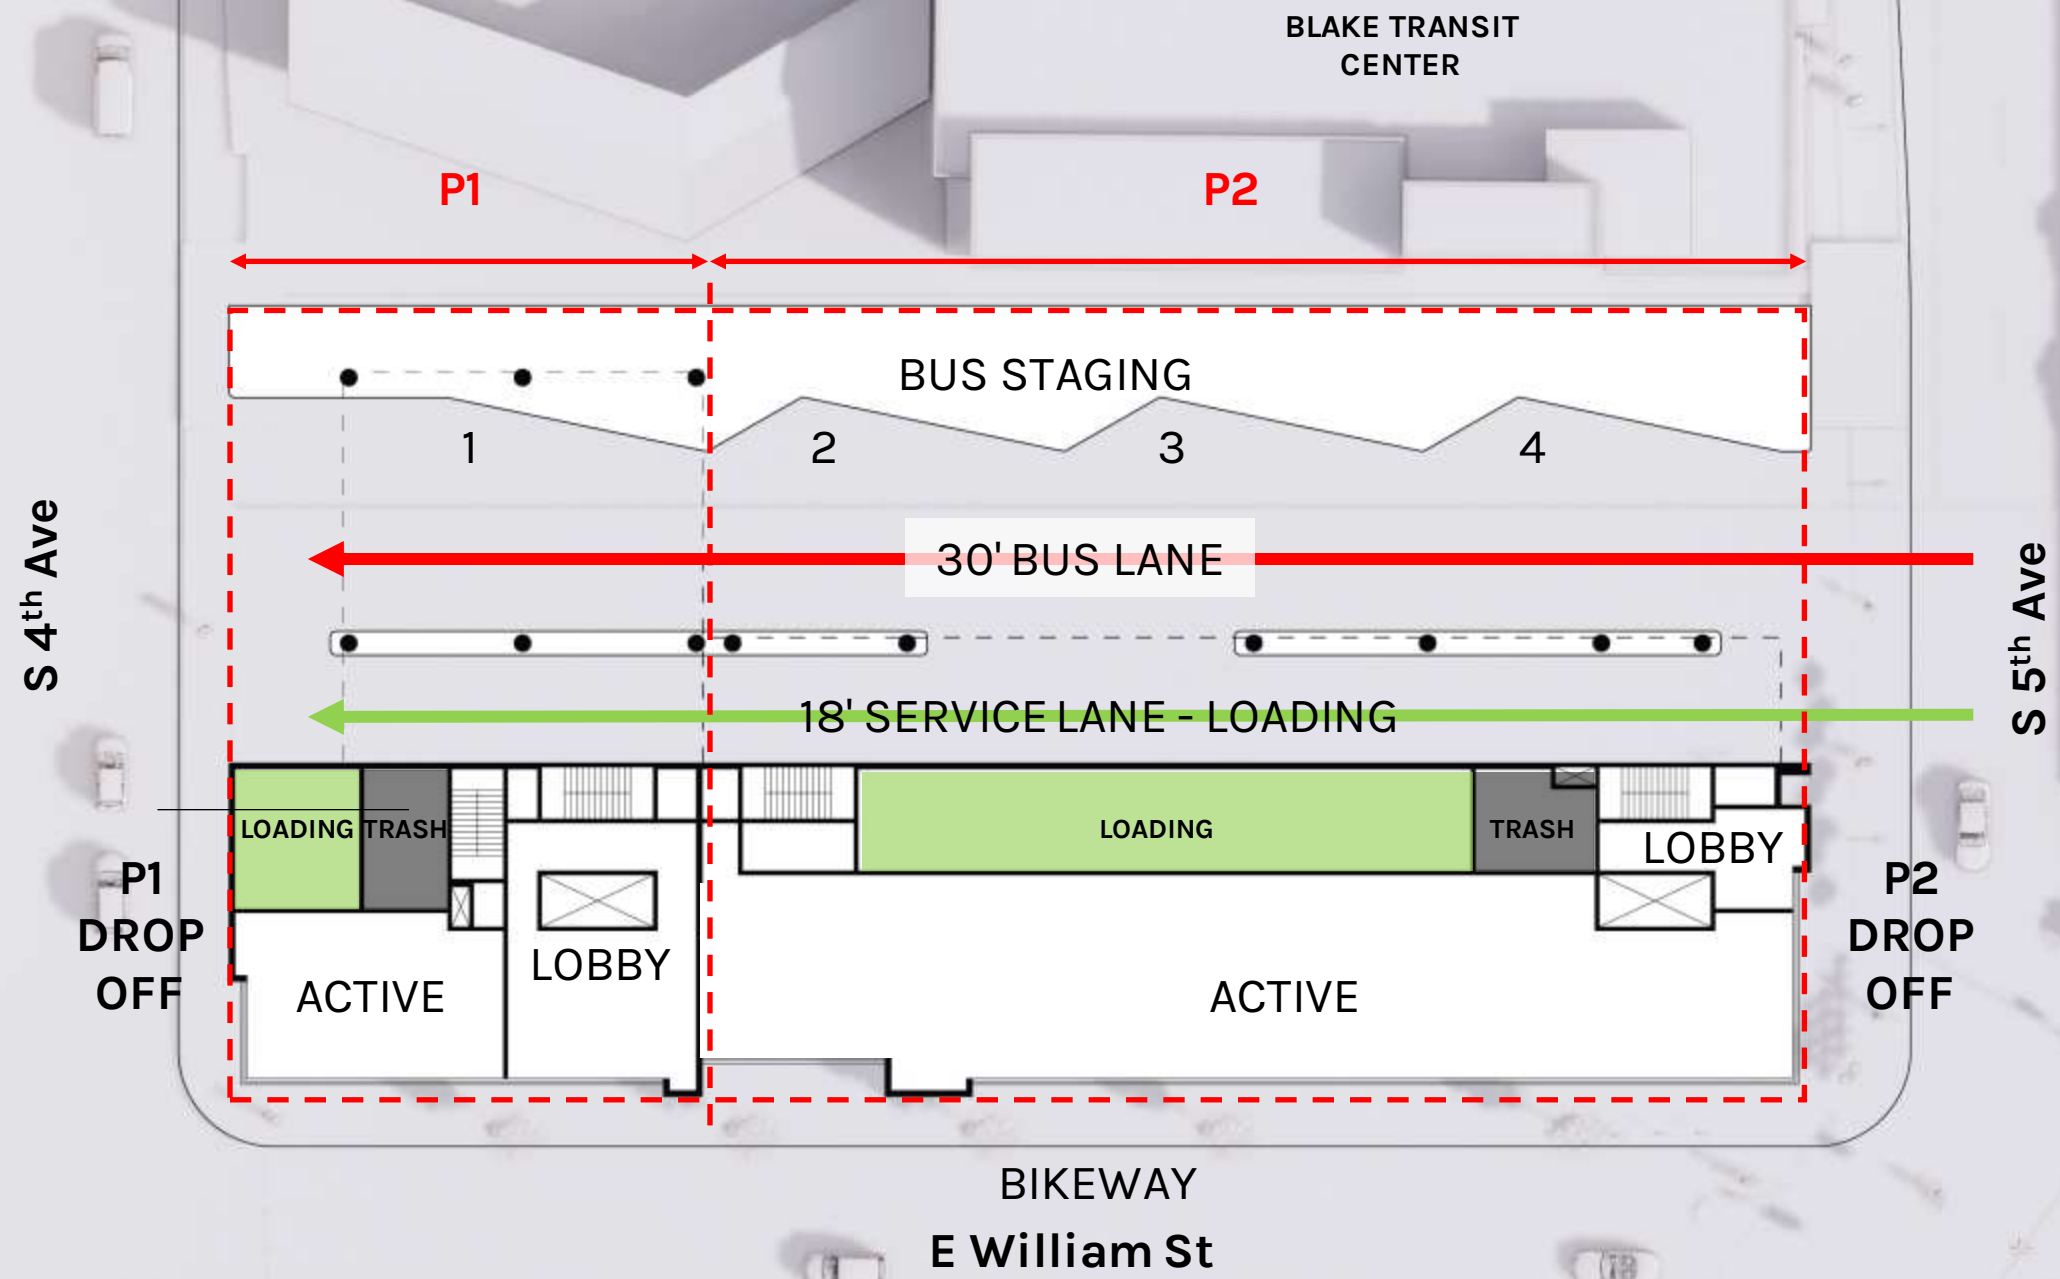 BLAKE TRANSIT
CENTER
P1
P2
BUS STAGING
1
2
3
4
30' BUS LANE
S 4th Ave
S 5th Ave
18' SERVICE LANE - LOADING
LOADING
TRASH
LOADING
TRASH
LOBBY
P1
DROP
OFF
P2
DROP
OFF
LOBBY
ACTIVE
ACTIVE
BIKEWAY
E William St